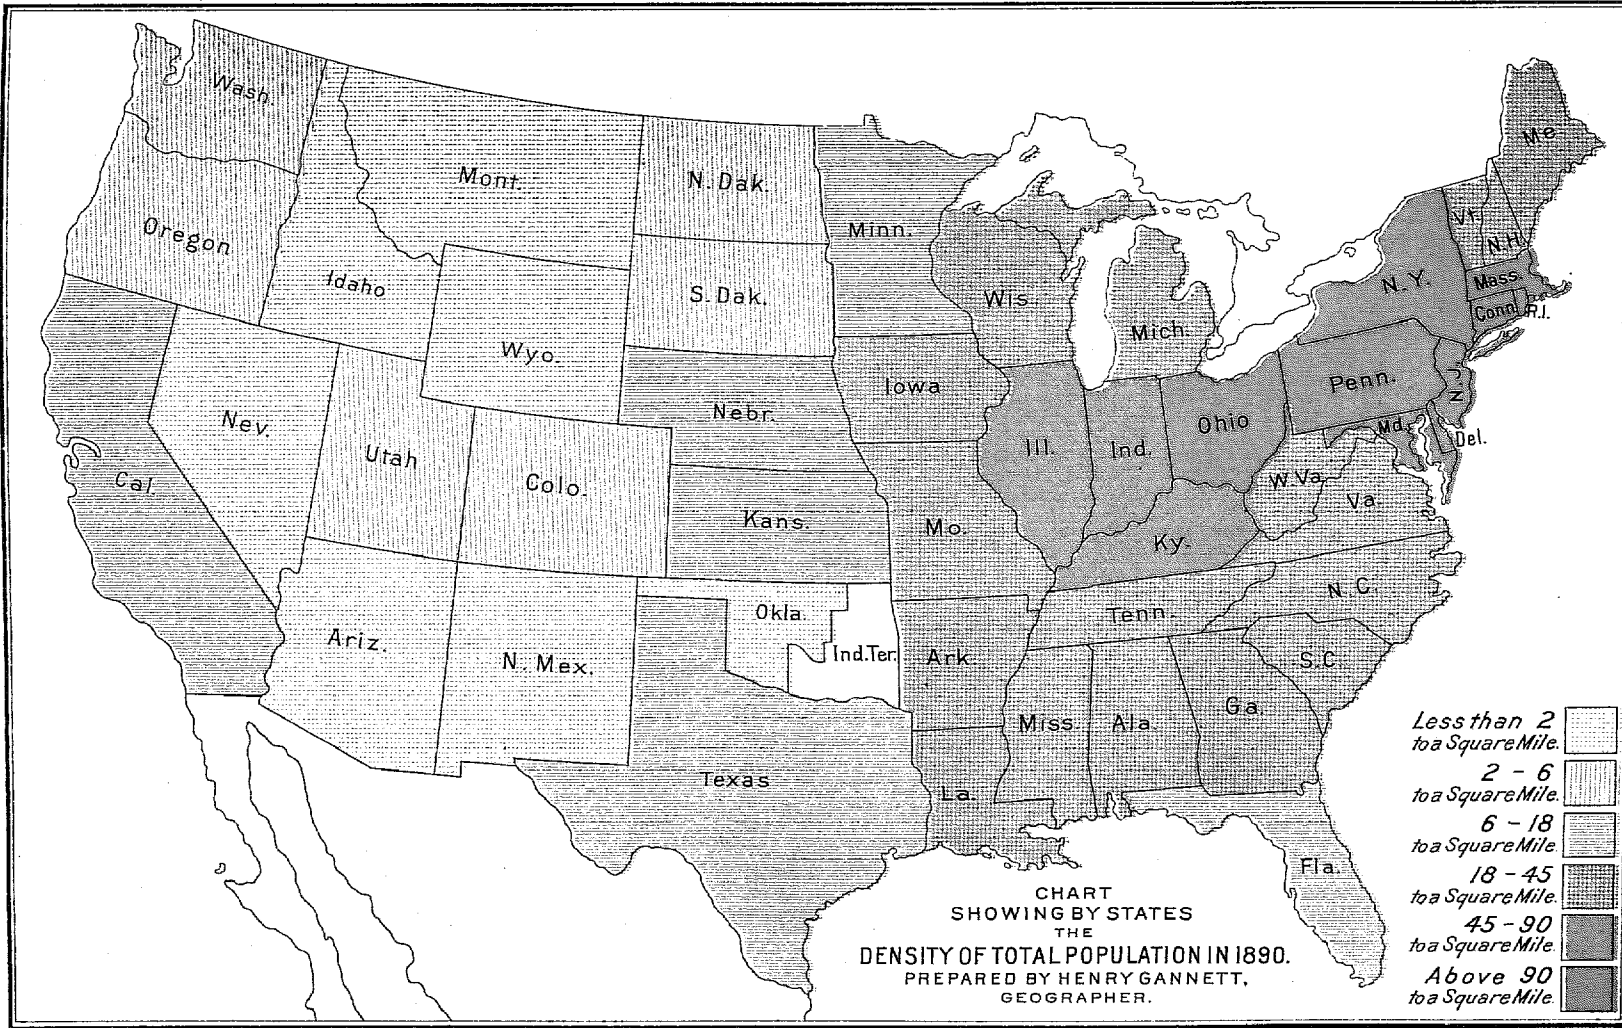 Wash.
Oregon
Mont.
Idaho
Wyo.
N. Dak.
S. Dak.
Minn.
Wis.
Mich.
Iowa
Nebr.
Nev.
Utah
Colo.
Cal.
Kans.
Mo.
Ill.
Ind.
Ohio
Ky.
Penn.
N.Y.
Me
Vt.
N.H.
Mass.
Conn.
R.I.
N.J.
Del.
Md.
W Va.
Va.
N. C.
Tenn.
S.C.
Ga.
Ala.
Miss.
La.
Ark.
Okla.
Ind.Ter.
Ariz.
N. Mex.
Texas
Fla.
CHART
SHOWING BY STATES
THE
DENSITY OF TOTAL POPULATION IN 1890.
PREPARED BY HENRY GANNETT,
GEOGRAPHER.
Less than 2
to a Square Mile.
2 - 6
to a Square Mile.
6 - 18
to a Square Mile.
18 - 45
to a Square Mile.
45 - 90
to a Square Mile.
Above 90
to a Square Mile.